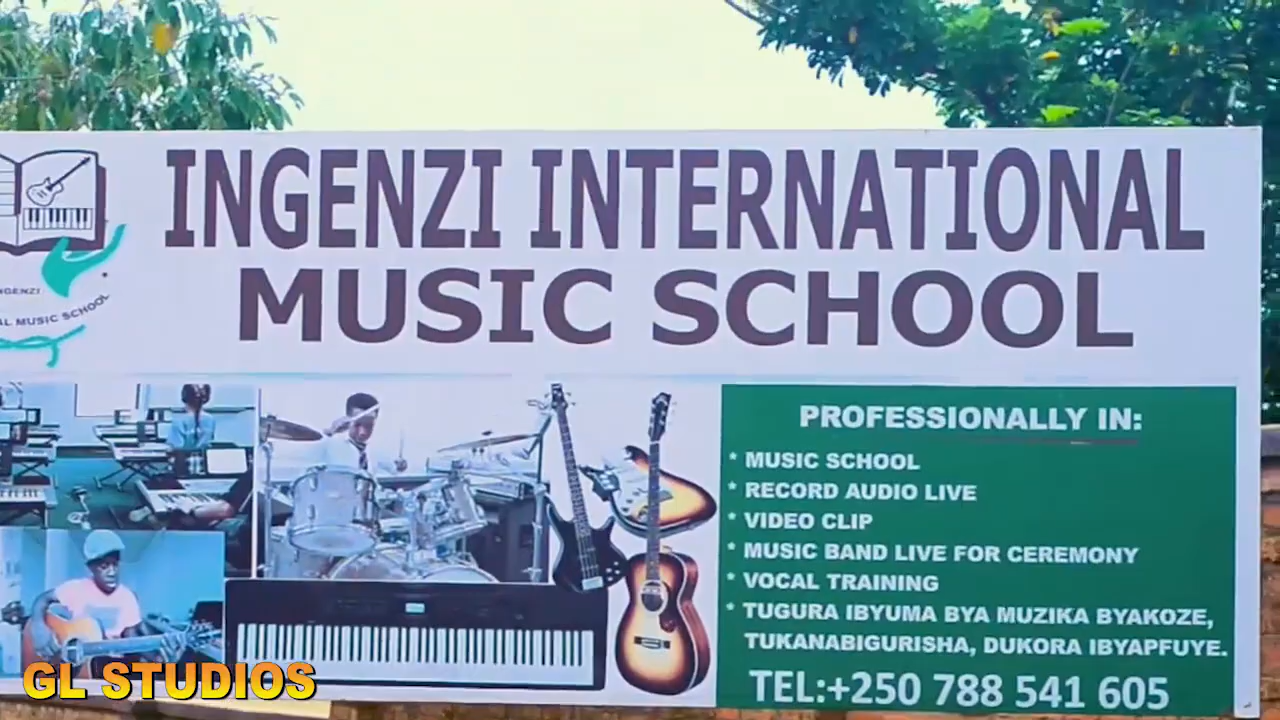 INGENZI INTERNATIONAL
MUSIC SCHOOL
NGENZI
AL MUSIC SCHOOL
PROFESSIONALLY IN:
* MUSIC SCHOOL
* RECORD AUDIO LIVE
* VIDEO CLIP
* MUSIC BAND LIVE FOR CEREMONY
* VOCAL TRAINING
* TUGURA IBYUMA BYA MUZIKA BYAKOZE,
TUKANABIGURISHA, DUKORA IBYAPFUYE.
TEL:+250 788 541 605
GL STUDIOS